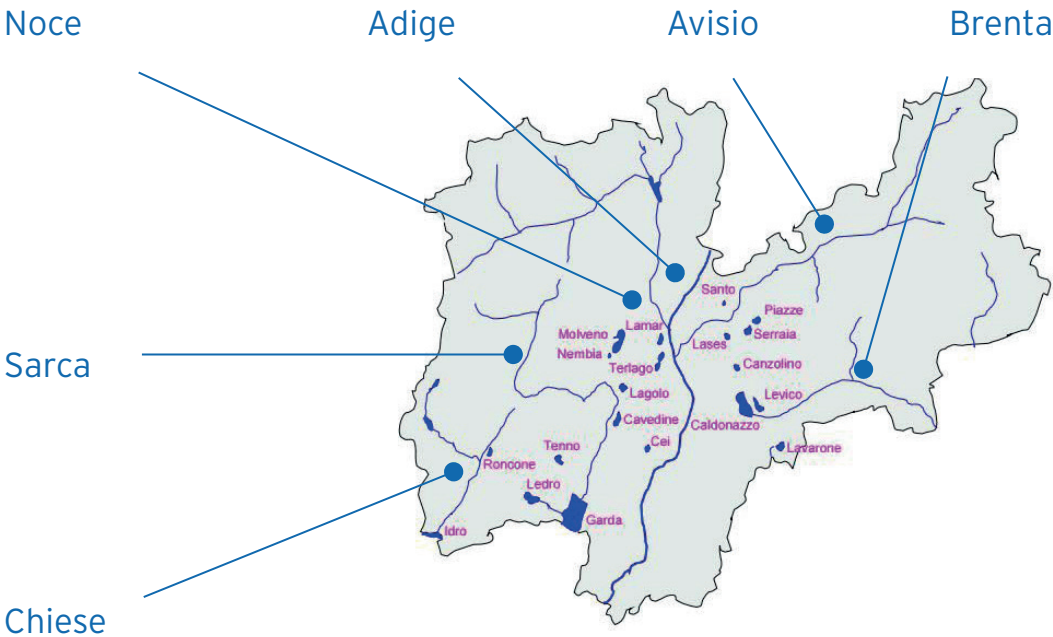 Noce Adige Avisio Brenta
Santo
Piazze
Lamar Serraia
Molveno Lases
Nembia
Terlago Canzolino
Sarca
Lagolo Levico
Cavedine Caldonazzo
Cei
Tenno Lavarone
Roncone
Ledro
Garda
Idro
Chiese